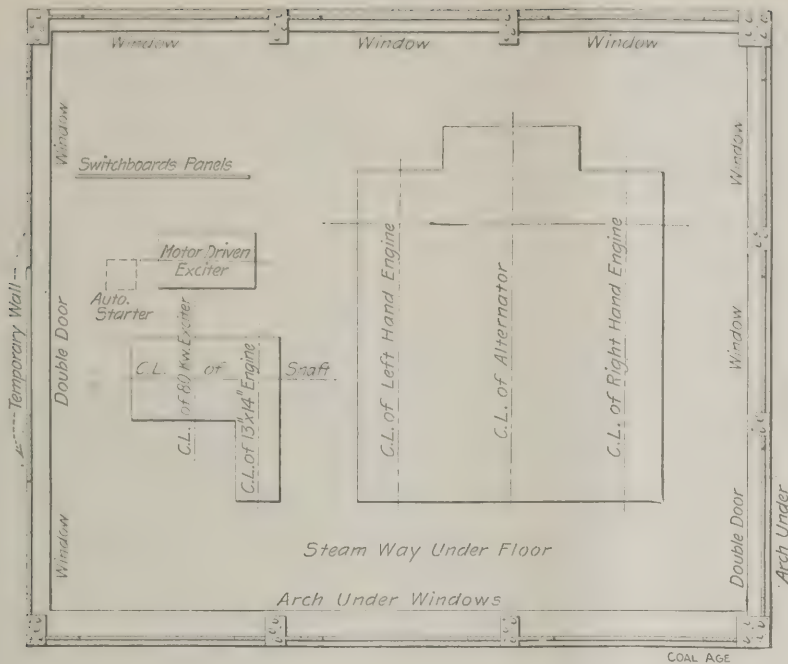 Window
Window
Window
Window
Switchboards Panels
Window
Motor Driven
Exciter
Auto.
Starter
---Temporary Wall---
Double Door
C.L. of Shaft
C.L. of 80 Kw. Exciter
C.L. of 13"x14" Engine
C.L. of Left Hand Engine
C.L. of Alternator
C.L. of Right Hand Engine
Window
Window
Double Door
Arch Under
Steam Way Under Floor
Arch Under Windows
COAL AGE